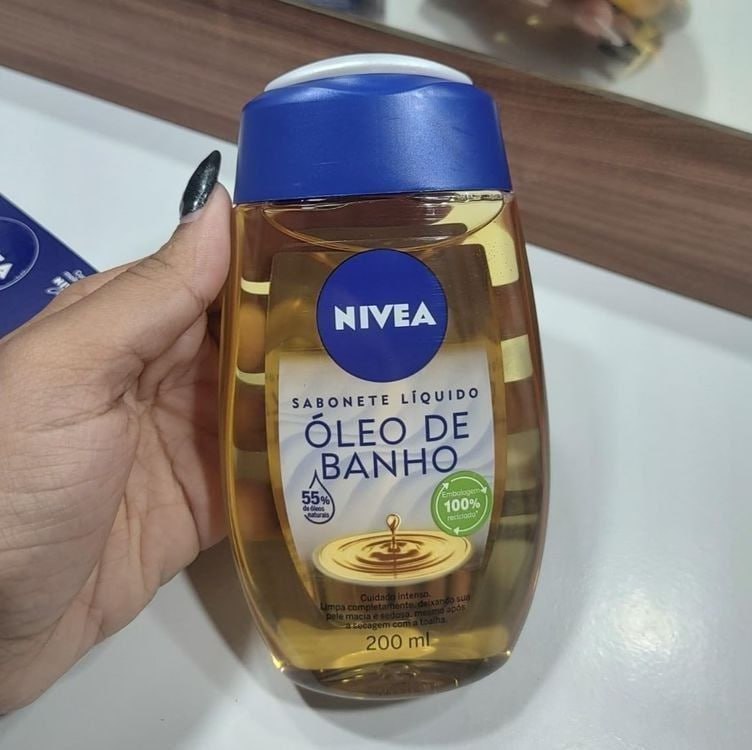 NIVEA
SABONETE LÍQUIDO
ÓLEO DE
BANHO
55%
de óleos
naturais
Embalagem
100%
reciclada*
Cuidado intenso.
Limpa completamente, deixando sua
pele macia e sedosa, mesmo após
a secagem com a toalha.
200 ml